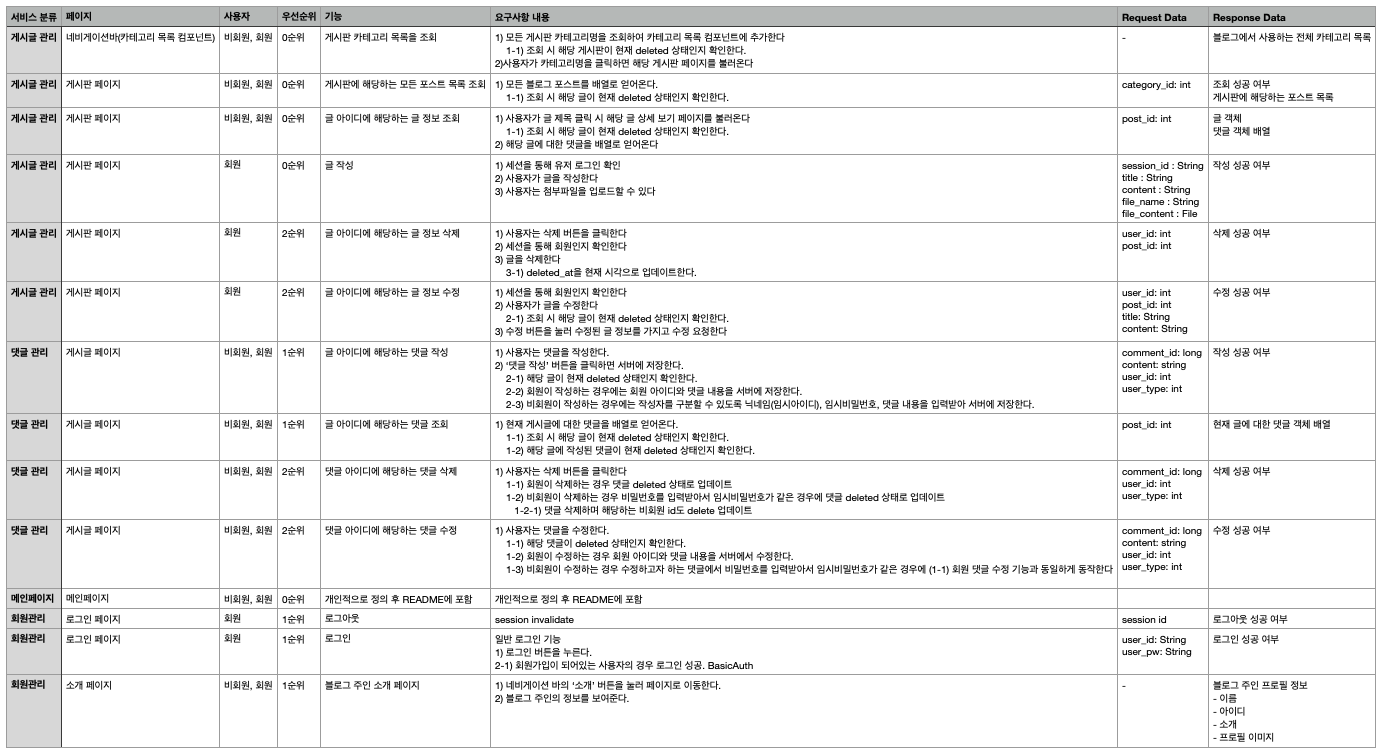 서비스 분류 페이지 사용자 우선순위 기능 요구사항 내용 Request Data Response Data
게시글 관리 네비게이션바(카테고리 목록 컴포넌트) 비회원, 회원 0순위 게시판 카테고리 목록을 조회 1) 모든 게시판 카테고리명을 조회하여 카테고리 목록 컴포넌트에 추가한다 - 블로그에서 사용하는 전체 카테고리 목록
1-1) 조회 시 해당 게시판이 현재 deleted 상태인지 확인한다.
2)사용자가 카테고리명을 클릭하면 해당 게시판 페이지를 불러온다
게시글 관리 게시판 페이지 비회원, 회원 0순위 게시판에 해당하는 모든 포스트 목록 조회 1) 모든 블로그 포스트를 배열로 얻어온다. category_id: int 조회 성공 여부
1-1) 조회 시 해당 글이 현재 deleted 상태인지 확인한다. 게시판에 해당하는 포스트 목록
게시글 관리 게시판 페이지 비회원, 회원 0순위 글 아이디에 해당하는 글 정보 조회 1) 사용자가 글 제목 클릭 시 해당 글 상세 보기 페이지를 불러온다 post_id: int 글 객체
1-1) 조회 시 해당 글이 현재 deleted 상태인지 확인한다. 댓글 객체 배열
2) 해당 글에 대한 댓글을 배열로 얻어온다
게시글 관리 게시판 페이지 회원 0순위 글 작성 1) 세션을 통해 유저 로그인 확인 session_id : String 작성 성공 여부
2) 사용자가 글을 작성한다 title : String
3) 사용자는 첨부파일을 업로드할 수 있다 content : String
file_name : String
file_content : File
게시글 관리 게시판 페이지 회원 2순위 글 아이디에 해당하는 글 정보 삭제 1) 사용자는 삭제 버튼을 클릭한다 user_id: int 삭제 성공 여부
2) 세션을 통해 회원인지 확인한다 post_id: int
3) 글을 삭제한다
3-1) deleted_at을 현재 시각으로 업데이트한다.
게시글 관리 게시판 페이지 회원 2순위 글 아이디에 해당하는 글 정보 수정 1) 세션을 통해 회원인지 확인한다 user_id: int 수정 성공 여부
2) 사용자가 글을 수정한다 post_id: int
2-1) 조회 시 해당 글이 현재 deleted 상태인지 확인한다. title: String
3) 수정 버튼을 눌러 수정된 글 정보를 가지고 수정 요청한다 content: String
댓글 관리 게시글 페이지 비회원, 회원 1순위 글 아이디에 해당하는 댓글 작성 1) 사용자는 댓글을 작성한다. comment_id: long 작성 성공 여부
2) ‘댓글 작성’ 버튼을 클릭하면 서버에 저장한다. content: string
2-1) 해당 글이 현재 deleted 상태인지 확인한다. user_id: int
2-2) 회원이 작성하는 경우에는 회원 아이디와 댓글 내용을 서버에 저장한다. user_type: int
2-3) 비회원이 작성하는 경우에는 작성자를 구분할 수 있도록 닉네임(임시아이디), 임시비밀번호, 댓글 내용을 입력받아 서버에 저장한다.
댓글 관리 게시글 페이지 비회원, 회원 1순위 글 아이디에 해당하는 댓글 조회 1) 현재 게시글에 대한 댓글을 배열로 얻어온다. post_id: int 현재 글에 대한 댓글 객체 배열
1-1) 조회 시 해당 글이 현재 deleted 상태인지 확인한다.
1-2) 해당 글에 작성된 댓글이 현재 deleted 상태인지 확인한다.
댓글 관리 게시글 페이지 비회원, 회원 2순위 댓글 아이디에 해당하는 댓글 삭제 1) 사용자는 삭제 버튼을 클릭한다 comment_id: long 삭제 성공 여부
1-1) 회원이 삭제하는 경우 댓글 deleted 상태로 업데이트 user_id: int
1-2) 비회원이 삭제하는 경우 비밀번호를 입력받아서 임시비밀번호가 같은 경우에 댓글 deleted 상태로 업데이트 user_type: int
1-2-1) 댓글 삭제하며 해당하는 비회원 id도 delete 업데이트
댓글 관리 게시글 페이지 비회원, 회원 2순위 댓글 아이디에 해당하는 댓글 수정 1) 사용자는 댓글을 수정한다. comment_id: long 수정 성공 여부
1-1) 해당 댓글이 deleted 상태인지 확인한다. content: string
1-2) 회원이 수정하는 경우 회원 아이디와 댓글 내용을 서버에서 수정한다. user_id: int
1-3) 비회원이 수정하는 경우 수정하고자 하는 댓글에서 비밀번호를 입력받아서 임시비밀번호가 같은 경우에 (1-1) 회원 댓글 수정 기능과 동일하게 동작한다 user_type: int
메인페이지 메인페이지 비회원, 회원 0순위 개인적으로 정의 후 README에 포함 개인적으로 정의 후 README에 포함
회원관리 로그인 페이지 회원 1순위 로그아웃 session invalidate session id 로그아웃 성공 여부
회원관리 로그인 페이지 회원 1순위 로그인 일반 로그인 기능 user_id: String 로그인 성공 여부
1) 로그인 버튼을 누른다. user_pw: String
2-1) 회원가입이 되어있는 사용자의 경우 로그인 성공. BasicAuth
회원관리 소개 페이지 비회원, 회원 1순위 블로그 주인 소개 페이지 1) 네비게이션 바의 ‘소개’ 버튼을 눌러 페이지로 이동한다. - 블로그 주인 프로필 정보
2) 블로그 주인의 정보를 보여준다. - 이름
- 아이디
- 소개
- 프로필 이미지